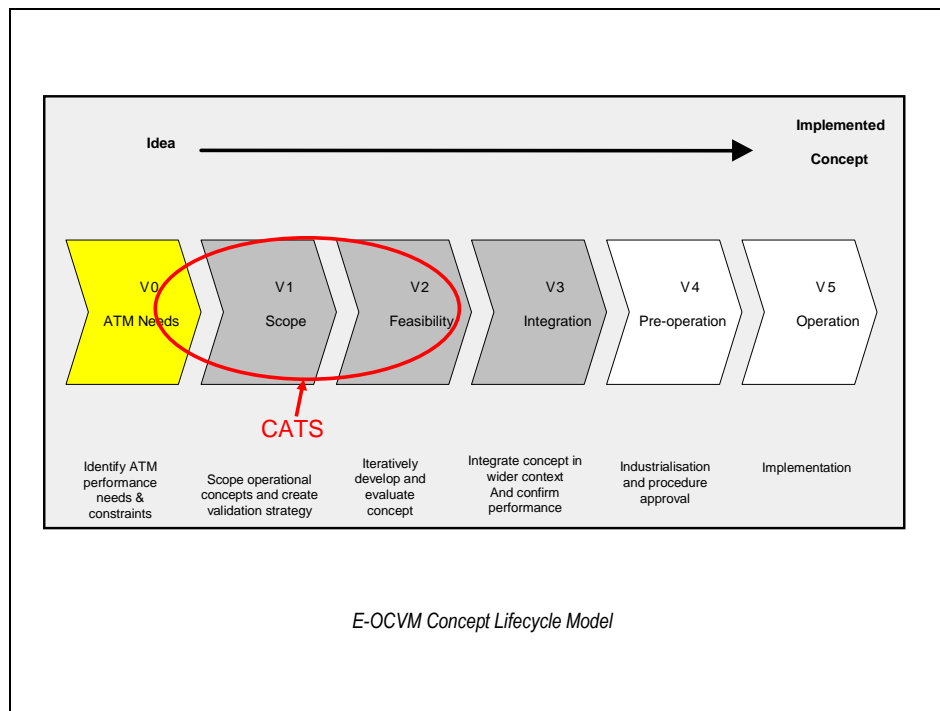 Idea
Implemented
Concept
V0
ATM Needs
V1
Scope
V2
Feasibility
V3
Integration
V4
Pre-operation
V5
Operation
CATS
Identify ATM
performance
needs &
constraints
Scope operational
concepts and create
validation strategy
Iteratively
develop and
evaluate
concept
Integrate concept in
wider context
And confirm
performance
Industrialisation
and procedure
approval
Implementation
E-OCVM Concept Lifecycle Model